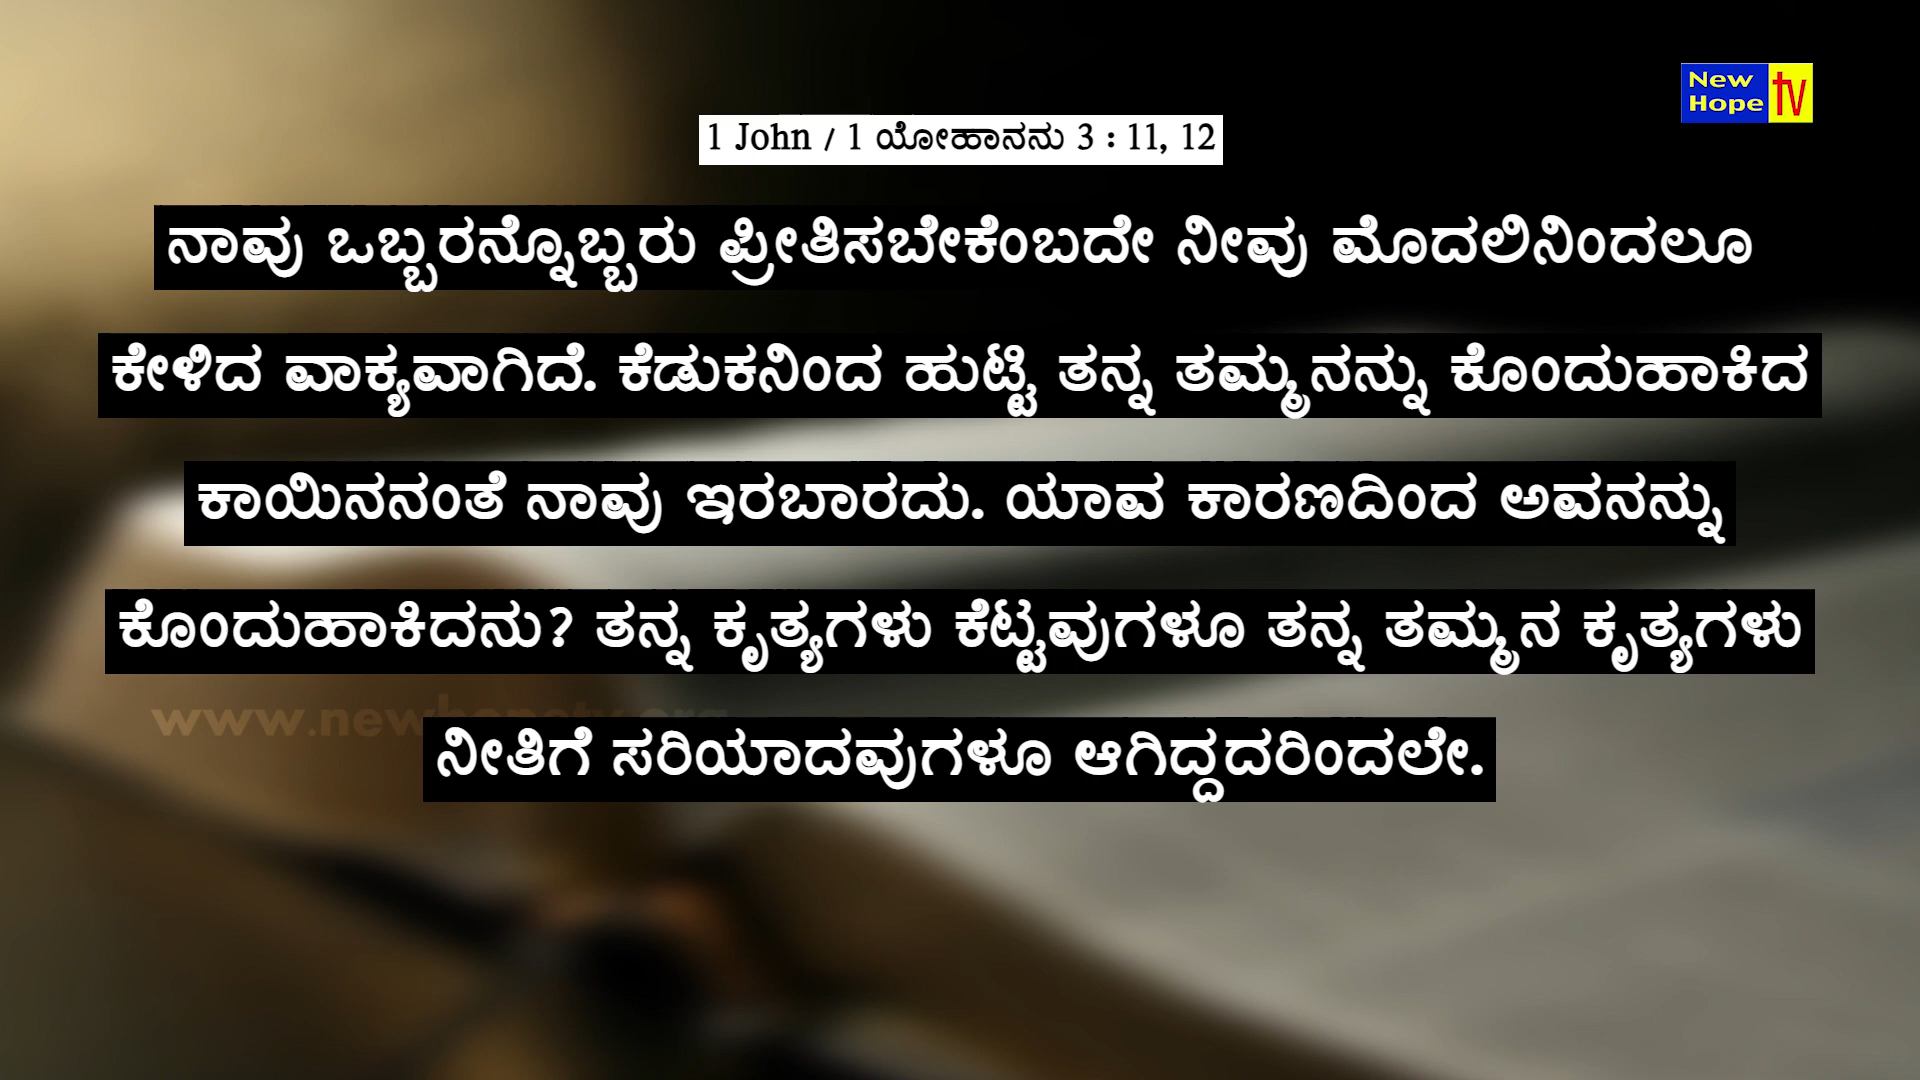 New
Hope tv
1 John / 1 ಯೋಹಾನನು 3 : 11, 12
ನಾವು ಒಬ್ಬರನ್ನೊಬ್ಬರು ಪ್ರೀತಿಸಬೇಕೆಂಬದೇ ನೀವು ಮೊದಲಿನಿಂದಲೂ
ಕೇಳಿದ ವಾಕ್ಯವಾಗಿದೆ. ಕೆಡುಕನಿಂದ ಹುಟ್ಟಿ ತನ್ನ ತಮ್ಮನನ್ನು ಕೊಂದುಹಾಕಿದ
ಕಾಯಿನನಂತೆ ನಾವು ಇರಬಾರದು. ಯಾವ ಕಾರಣದಿಂದ ಅವನನ್ನು
ಕೊಂದುಹಾಕಿದನು? ತನ್ನ ಕೃತ್ಯಗಳು ಕೆಟ್ಟವುಗಳೂ ತನ್ನ ತಮ್ಮನ ಕೃತ್ಯಗಳು
ನೀತಿಗೆ ಸರಿಯಾದವುಗಳೂ ಆಗಿದ್ದದರಿಂದಲೇ.